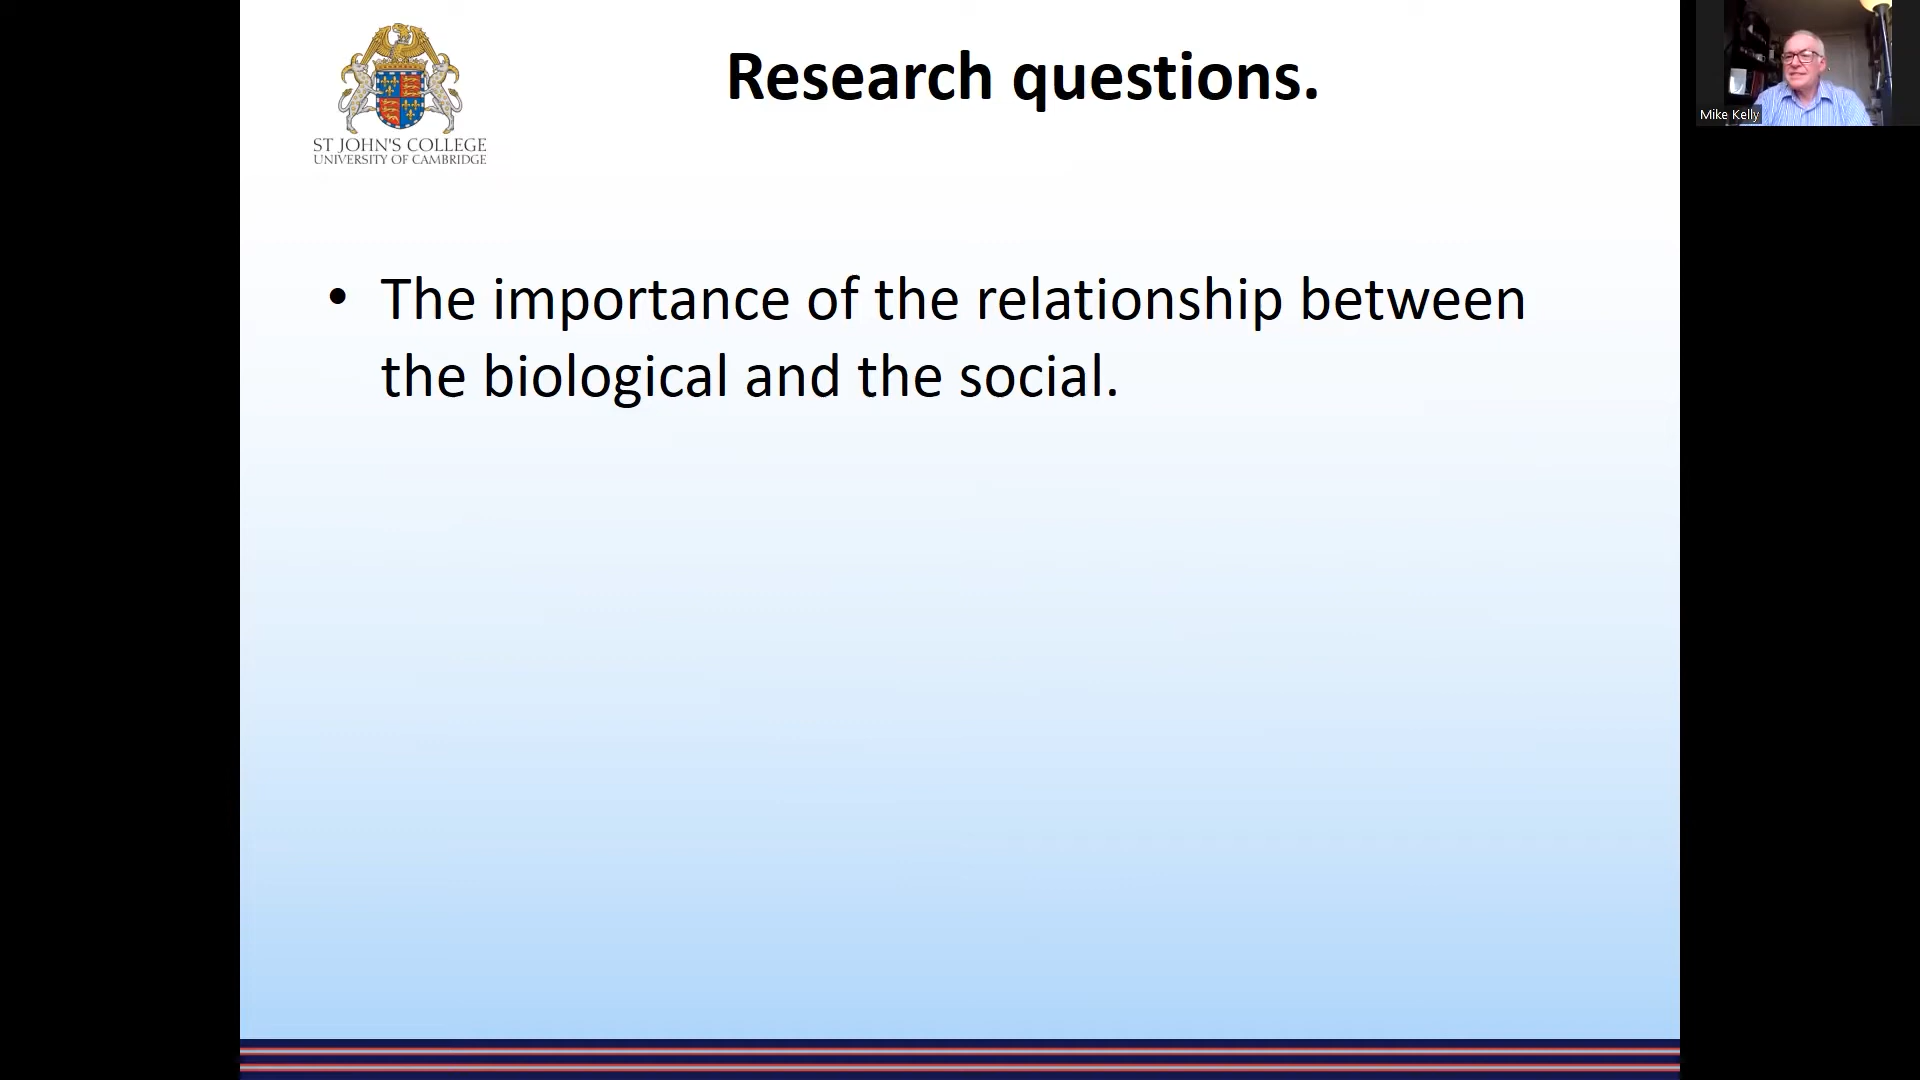 Research questions.
ST JOHN'S COLLEGE
UNIVERSITY OF CAMBRIDGE
• The importance of the relationship between
the biological and the social.
Mike Kelly